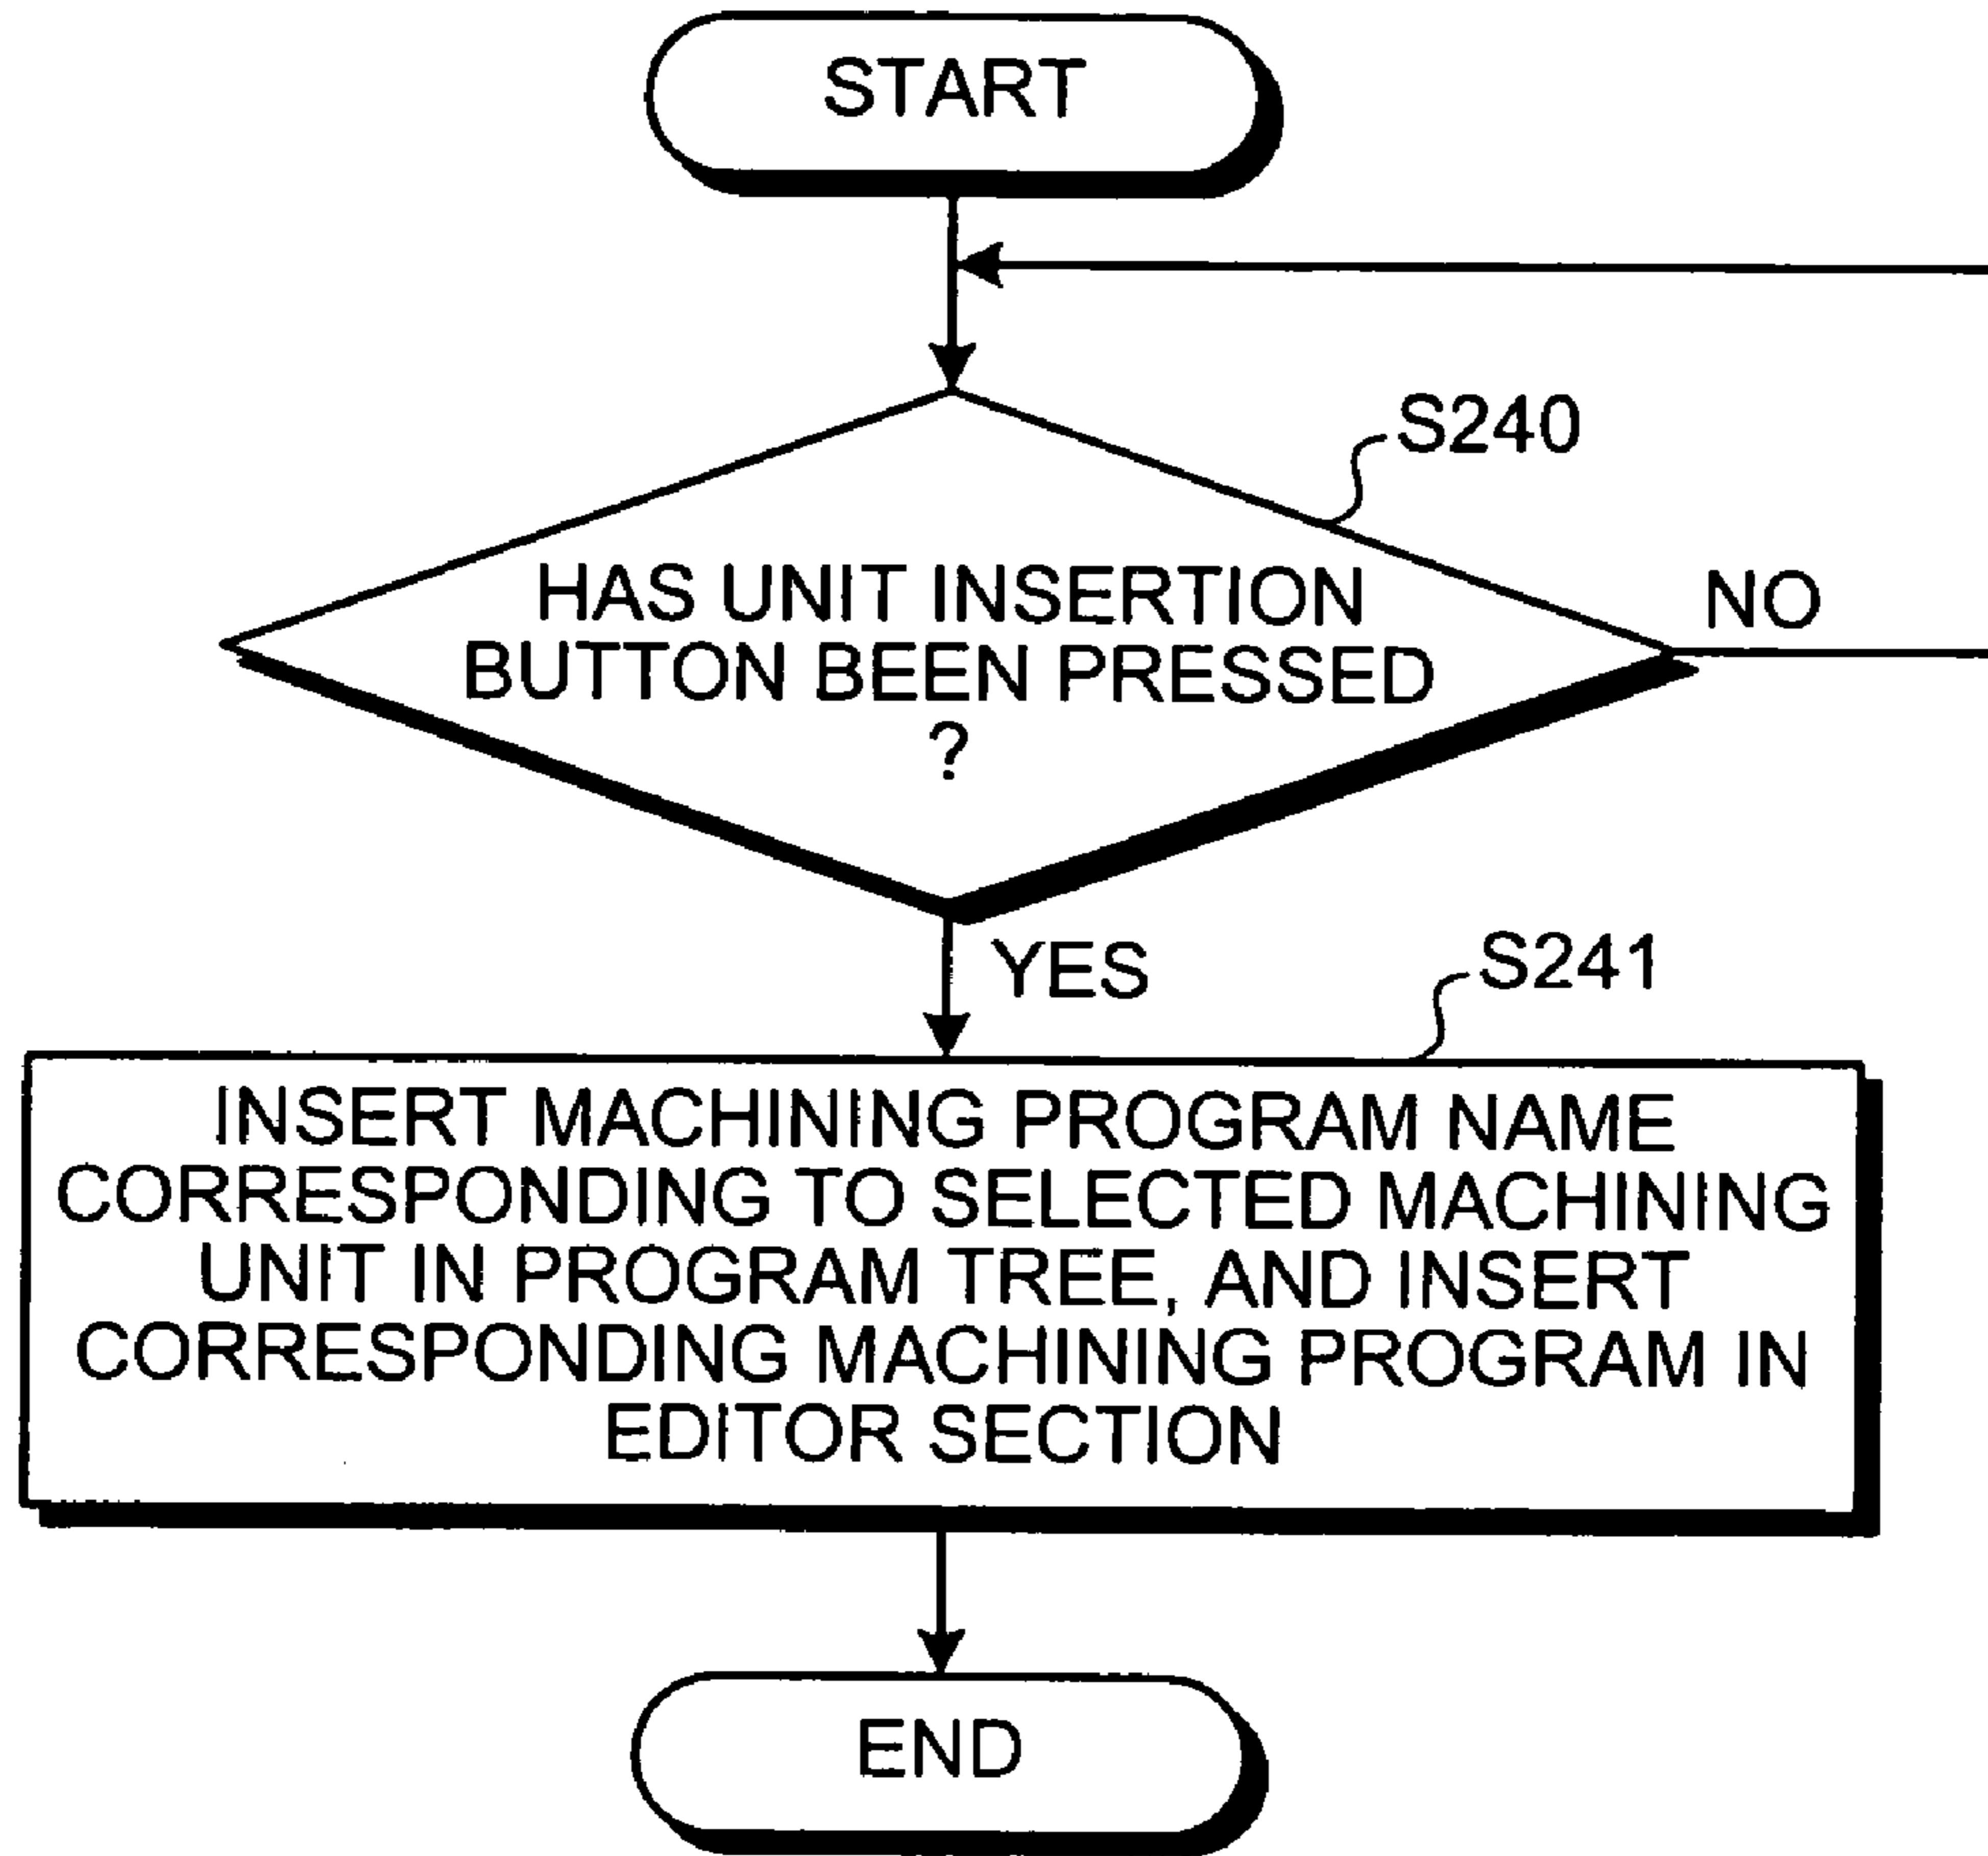 START
S240
HAS UNIT INSERTION
BUTTON BEEN PRESSED
?
NO
YES
S241
INSERT MACHINING PROGRAM NAME
CORRESPONDING TO SELECTED MACHINING
UNIT IN PROGRAM TREE, AND INSERT
CORRESPONDING MACHINING PROGRAM IN
EDITOR SECTION
END